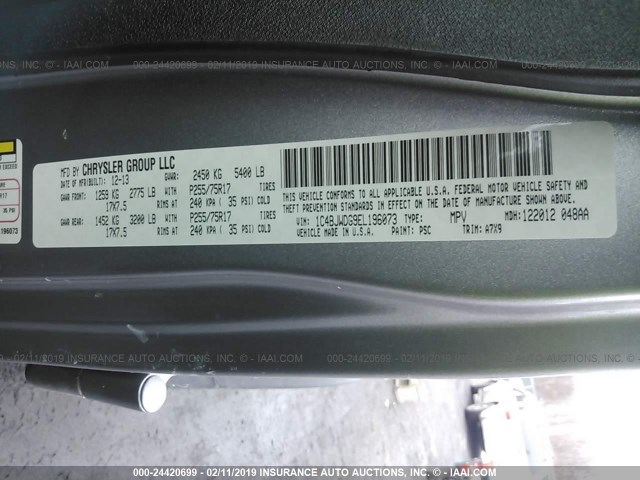 000-24420699 - 02/11/2019 INSURANCE AUTO AUCTIONS, INC. - IAAI.COM
MFD BY CHRYSLER GROUP LLC
DATE OF MFR(BUILT): 12-13 GVWR: 2450 KG 5400 LB
GAWR FRONT: 1259 KG 2775 LB WITH P255/75R17 TIRES
17X7.5 RIMS AT 240 KPA ( 35 PSI) COLD
GAWR REAR: 1452 KG 3200 LB WITH P255/75R17 TIRES
17X7.5 RIMS AT 240 KPA ( 35 PSI) COLD
THIS VEHICLE CONFORMS TO ALL APPLICABLE U.S.A. FEDERAL MOTOR VEHICLE SAFETY AND
THEFT PREVENTION STANDARDS IN EFFECT ON THE DATE OF MANUFACTURE SHOWN ABOVE.
VIN: 1C4BJWDG9EL196073 TYPE: MPV MDH: 122012 048AA
VEHICLE MADE IN U.S.A. PAINT: PSC TRIM: A7X9
EXCEED
R17
35 PSI
L196073
000-24420699 - 02/11/2019 INSURANCE AUTO AUCTIONS, INC. - IAAI.COM
000-24420699 - 02/11/2019 INSURANCE AUTO AUCTIONS, INC. - IAAI.COM